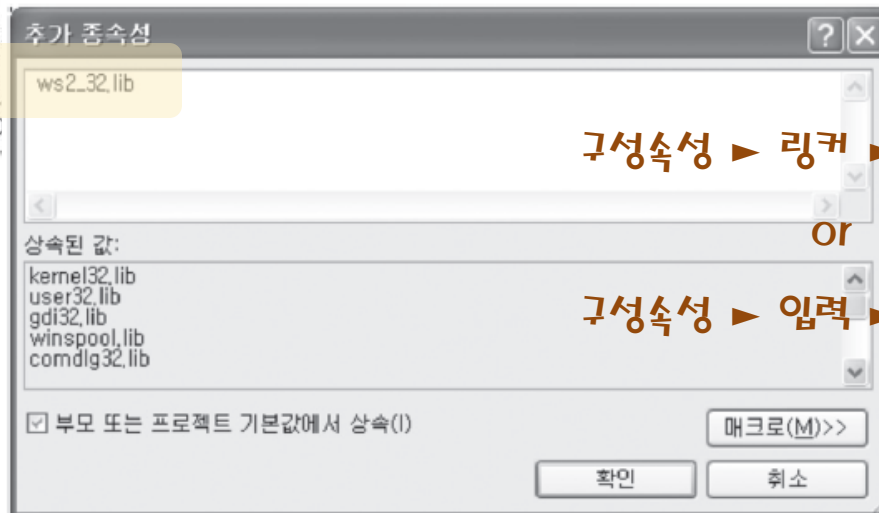 추가 종속성
ws2_32.lib
구성속성 ► 링커 ►
or
상속된 값:
kernel32.lib
user32.lib
gdi32.lib
winspool.lib
comdlg32.lib
구성속성 ► 입력 ►
부모 또는 프로젝트 기본값에서 상속(I)
매크로(M)>>
확인
취소